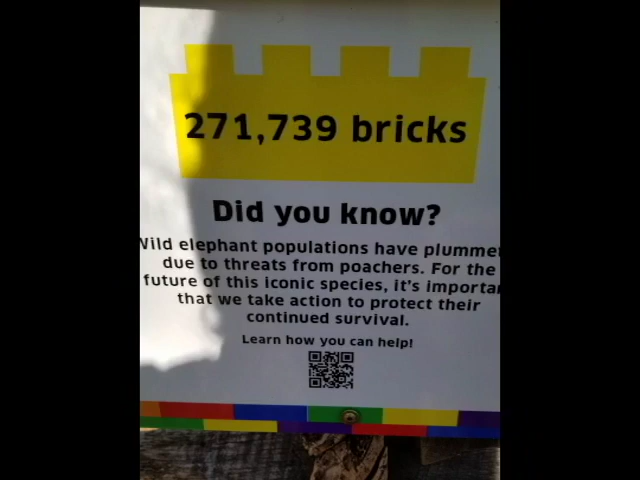 271,739 bricks
Did you know?
Wild elephant populations have plummet
due to threats from poachers. For the
future of this iconic species, it's importan
that we take action to protect their
continued survival.
Learn how you can help!